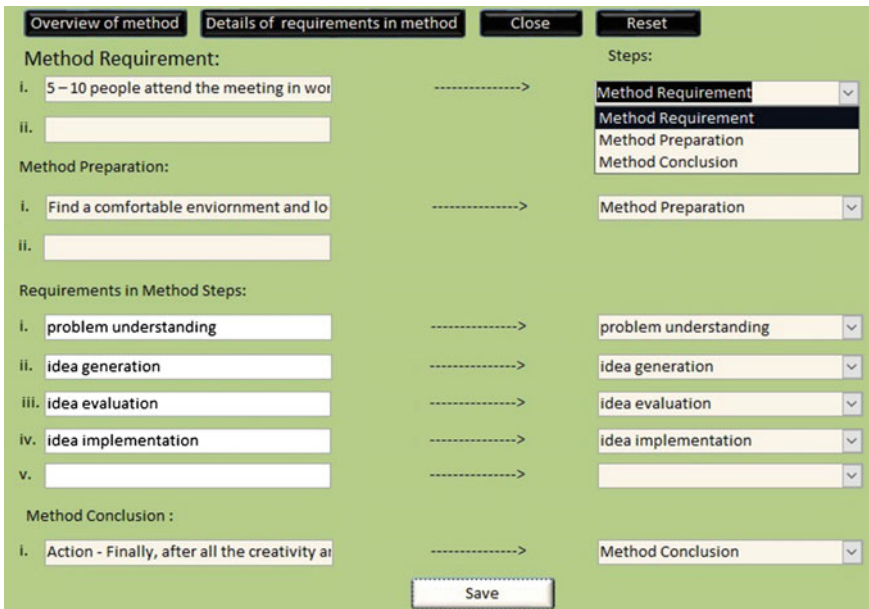 Overview of method Details of requirements in method Close Reset
Method Requirement: Steps:
i. 5 – 10 people attend the meeting in wor ---------------> Method Requirement
Method Requirement
ii.
Method Preparation
Method Conclusion
Method Preparation:
i. Find a comfortable enviornment and lo ---------------> Method Preparation
ii.
Requirements in Method Steps:
i. problem understanding ---------------> problem understanding
ii. idea generation ---------------> idea generation
iii. idea evaluation ---------------> idea evaluation
iv. idea implementation ---------------> idea implementation
v. --------------->
Method Conclusion :
i. Action - Finally, after all the creativity ar ---------------> Method Conclusion
Save